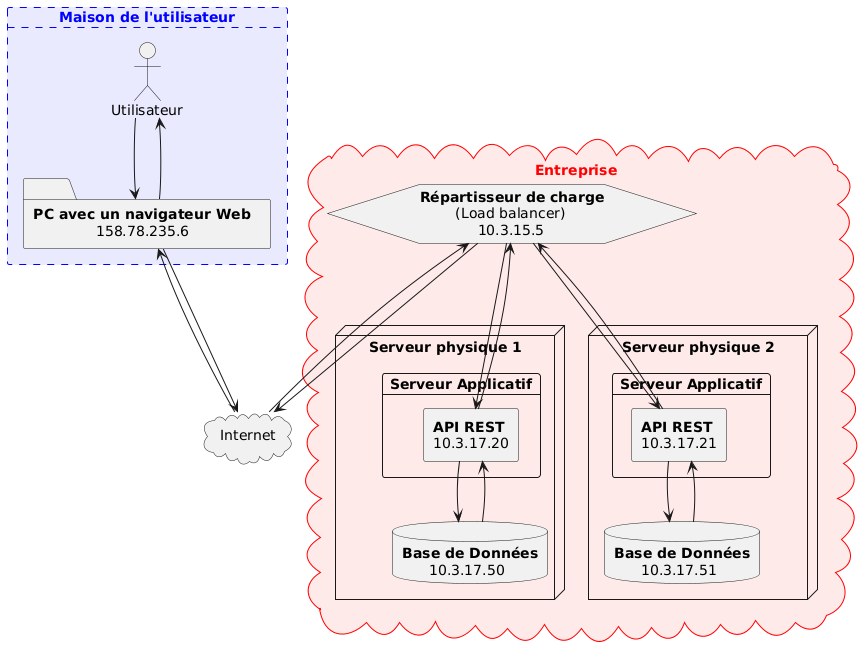 Maison de l'utilisateur
Utilisateur
PC avec un navigateur Web
158.78.235.6
Entreprise
Répartisseur de charge
(Load balancer)
10.3.15.5
Internet
Serveur physique 1
Serveur Applicatif
API REST
10.3.17.20
Base de Données
10.3.17.50
Serveur physique 2
Serveur Applicatif
API REST
10.3.17.21
Base de Données
10.3.17.51